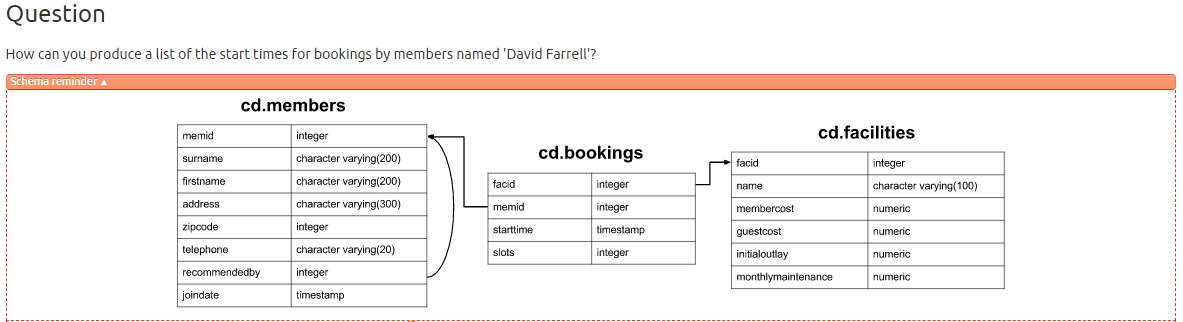 Question
How can you produce a list of the start times for bookings by members named 'David Farrell'?
Schema reminder ▲
cd.members
memid integer
surname character varying(200)
firstname character varying(200)
address character varying(300)
zipcode integer
telephone character varying(20)
recommendedby integer
joindate timestamp
cd.bookings
facid integer
memid integer
starttime timestamp
slots integer
cd.facilities
facid integer
name character varying(100)
membercost numeric
guestcost numeric
initialoutlay numeric
monthlymaintenance numeric